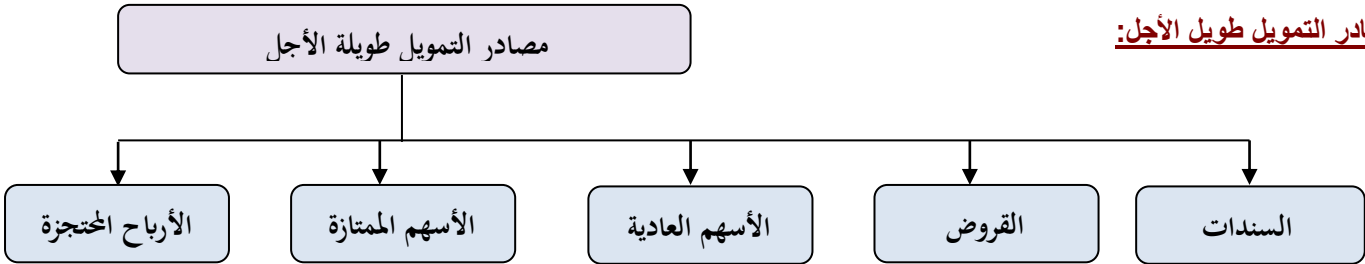 ادر التمويل طويل الأجل:
مصادر التمويل طويلة الأجل
السندات
القروض
الأسهم العادية
الأسهم الممتازة
الأرباح المحتجزة